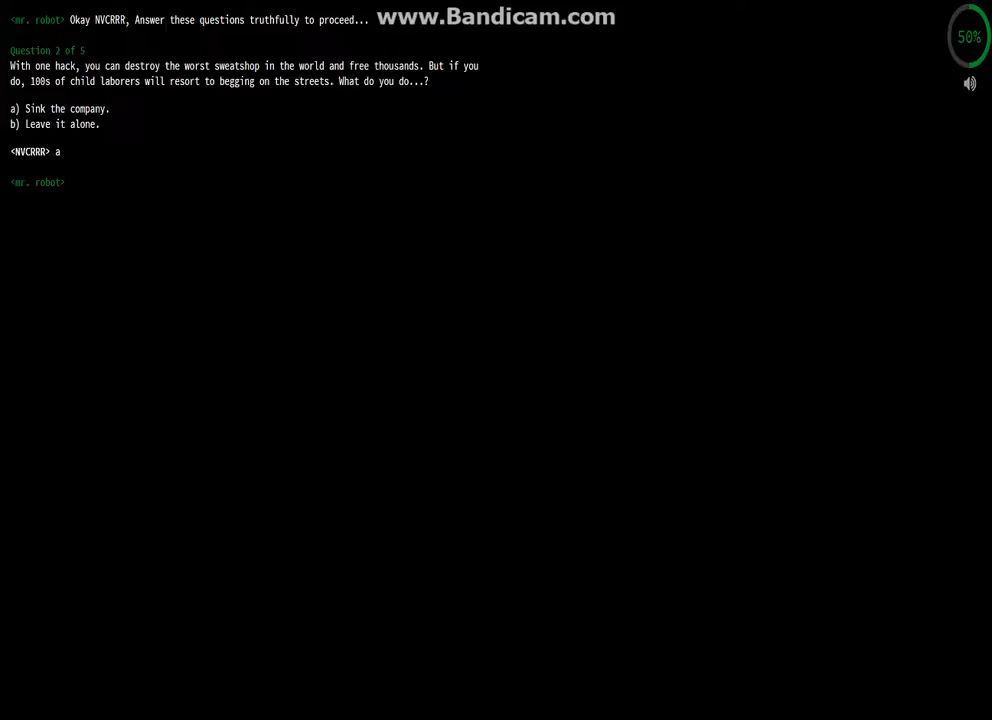 www.Bandicam.com
<mr. robot> Okay NVCRRR, Answer these questions truthfully to proceed...
50%
Question 2 of 5
With one hack, you can destroy the worst sweatshop in the world and free thousands. But if you
do, 100s of child laborers will resort to begging on the streets. What do you do...?
a) Sink the company.
b) Leave it alone.
<NVCRRR> a
<mr. robot>